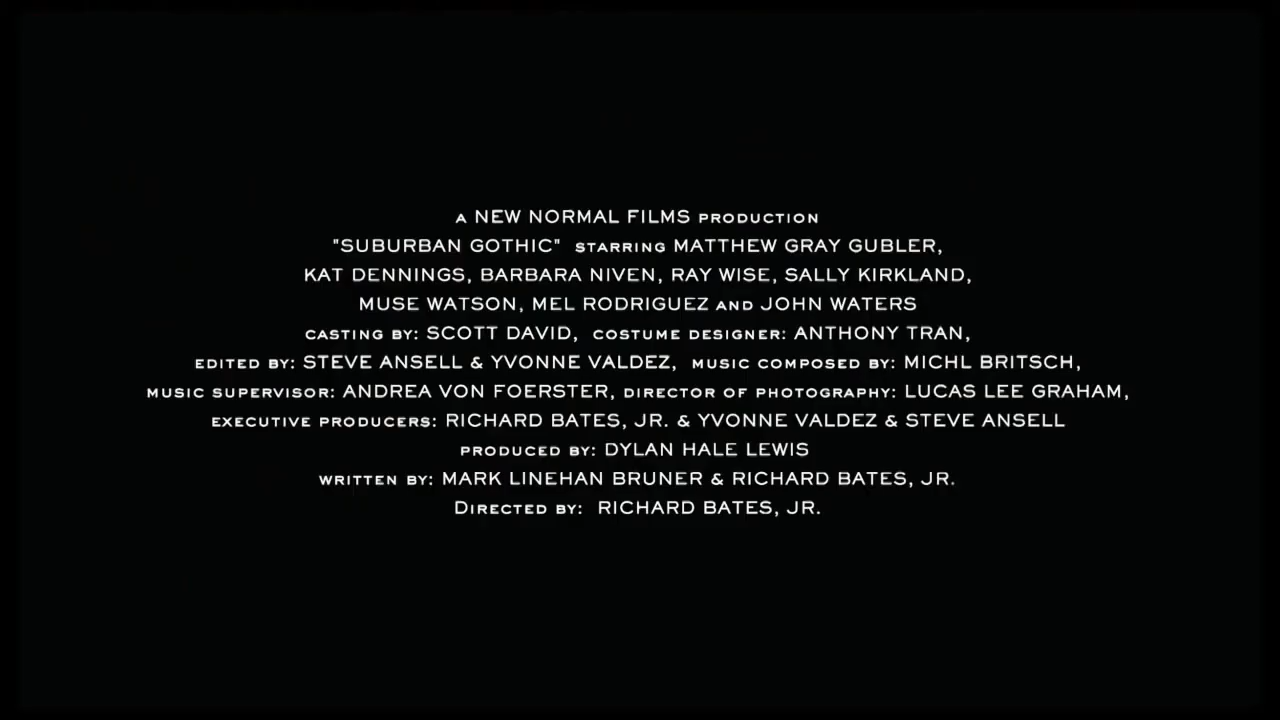 A NEW NORMAL FILMS PRODUCTION
"SUBURBAN GOTHIC" STARRING MATTHEW GRAY GUBLER,
KAT DENNINGS, BARBARA NIVEN, RAY WISE, SALLY KIRKLAND,
MUSE WATSON, MEL RODRIGUEZ AND JOHN WATERS
CASTING BY: SCOTT DAVID, COSTUME DESIGNER: ANTHONY TRAN,
EDITED BY: STEVE ANSELL & YVONNE VALDEZ, MUSIC COMPOSED BY: MICHL BRITSCH,
MUSIC SUPERVISOR: ANDREA VON FOERSTER, DIRECTOR OF PHOTOGRAPHY: LUCAS LEE GRAHAM,
EXECUTIVE PRODUCERS: RICHARD BATES, JR. & YVONNE VALDEZ & STEVE ANSELL
PRODUCED BY: DYLAN HALE LEWIS
WRITTEN BY: MARK LINEHAN BRUNER & RICHARD BATES, JR.
DIRECTED BY: RICHARD BATES, JR.